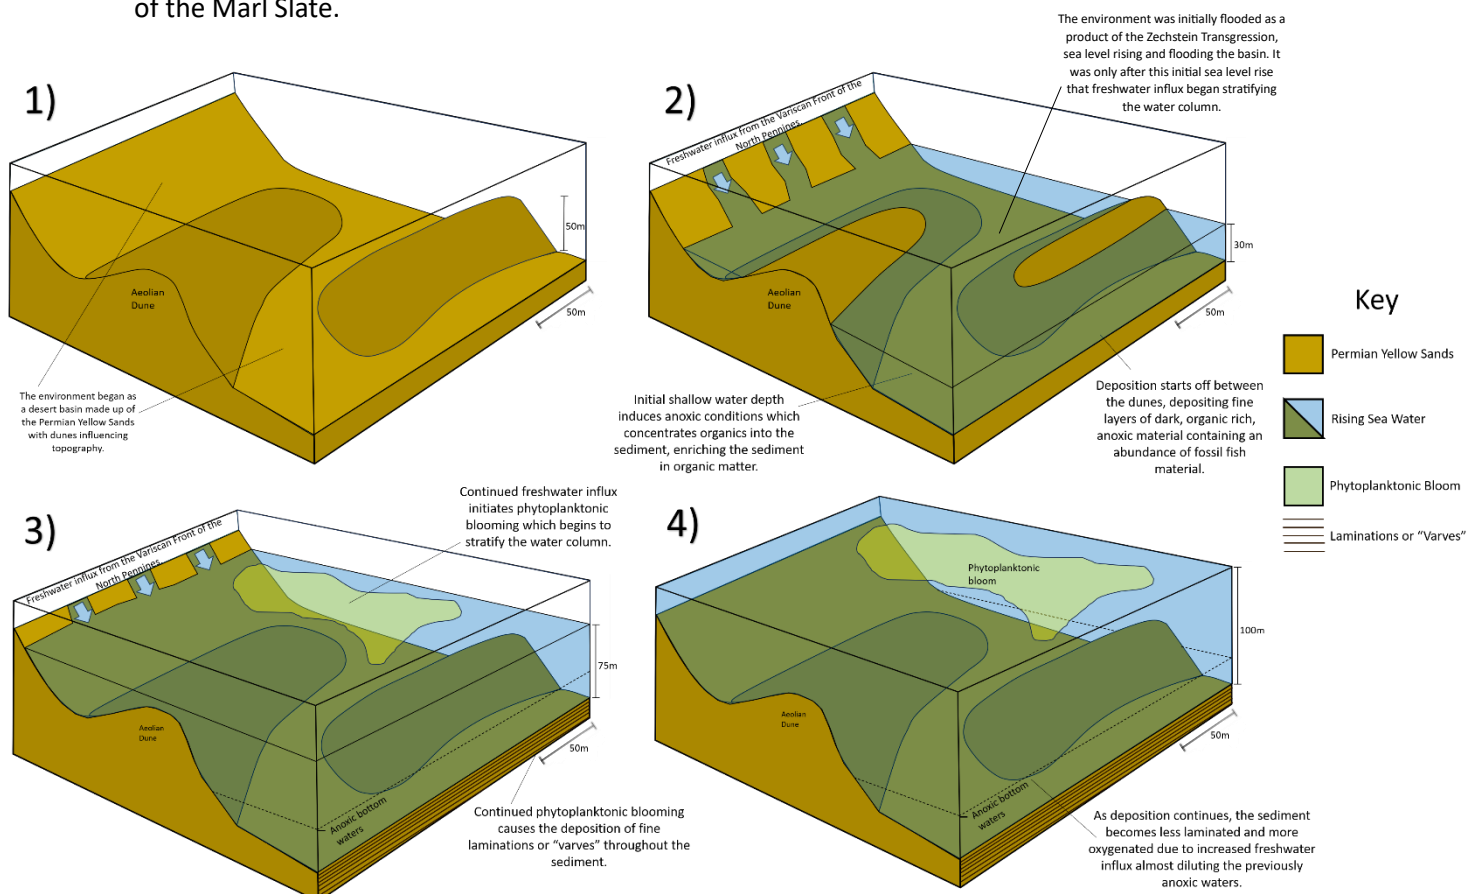 of the Marl Slate.
1)
50m
50m
Aeolian
Dune
The environment began as
a desert basin made up of
the Permian Yellow Sands
with dunes influencing
topography.
2)
The environment was initially flooded as a
product of the Zechstein Transgression,
sea level rising and flooding the basin. It
was only after this initial sea level rise
that freshwater influx began stratifying
the water column.
Freshwater influx from the Variscan Front of the
North Pennines.
30m
50m
Aeolian
Dune
Initial shallow water depth
induces anoxic conditions which
concentrates organics into the
sediment, enriching the sediment
in organic matter.
Deposition starts off between
the dunes, depositing fine
layers of dark, organic rich,
anoxic material containing an
abundance of fossil fish
material.
Key
Permian Yellow Sands
Rising Sea Water
Phytoplanktonic Bloom
Laminations or “Varves”
3)
Continued freshwater influx
initiates phytoplanktonic
blooming which begins to
stratify the water column.
Freshwater influx from the Variscan Front of the
North Pennines.
75m
50m
Aeolian
Dune
Anoxic bottom
waters
Continued phytoplanktonic blooming
causes the deposition of fine
laminations or “varves” throughout the
sediment.
4)
Phytoplanktonic
bloom
100m
50m
Aeolian
Dune
Anoxic bottom
waters
As deposition continues, the sediment
becomes less laminated and more
oxygenated due to increased freshwater
influx almost diluting the previously
anoxic waters.